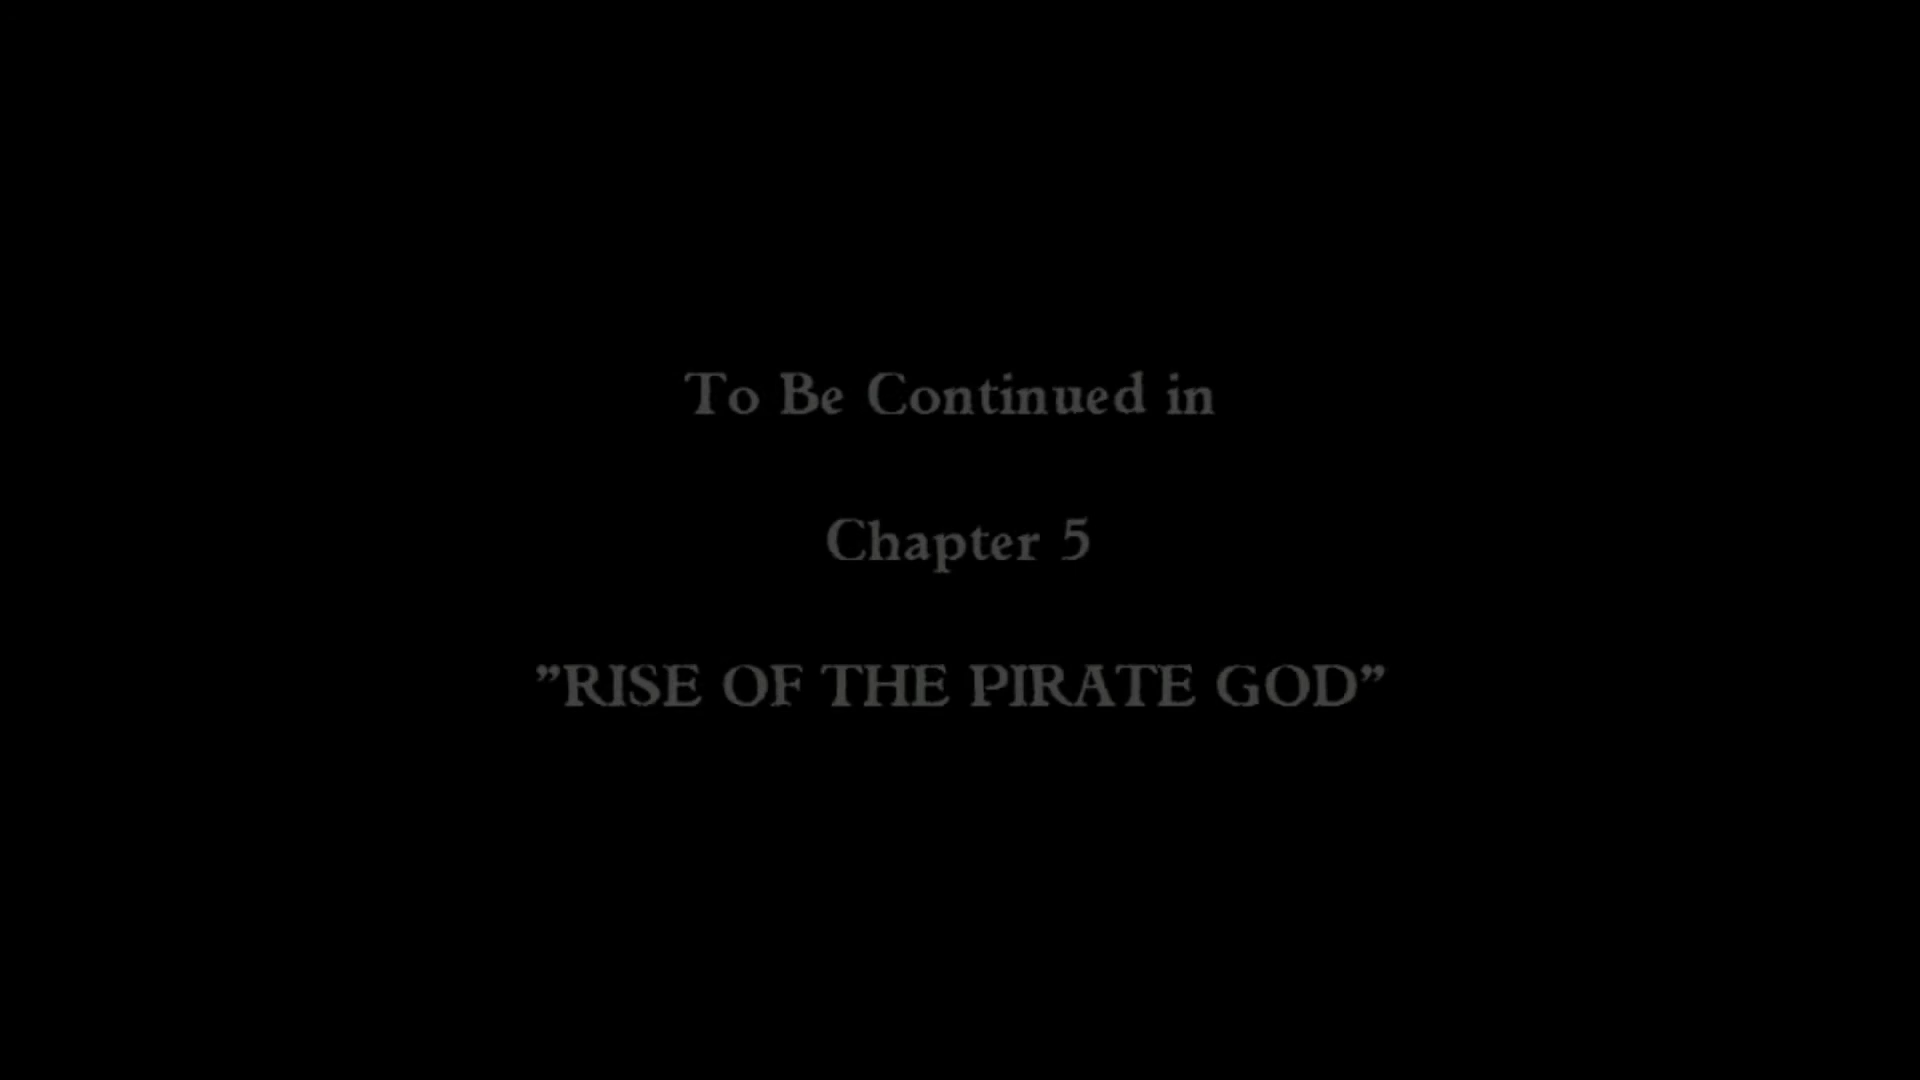 To Be Continued in
Chapter 5
”RISE OF THE PIRATE GOD”